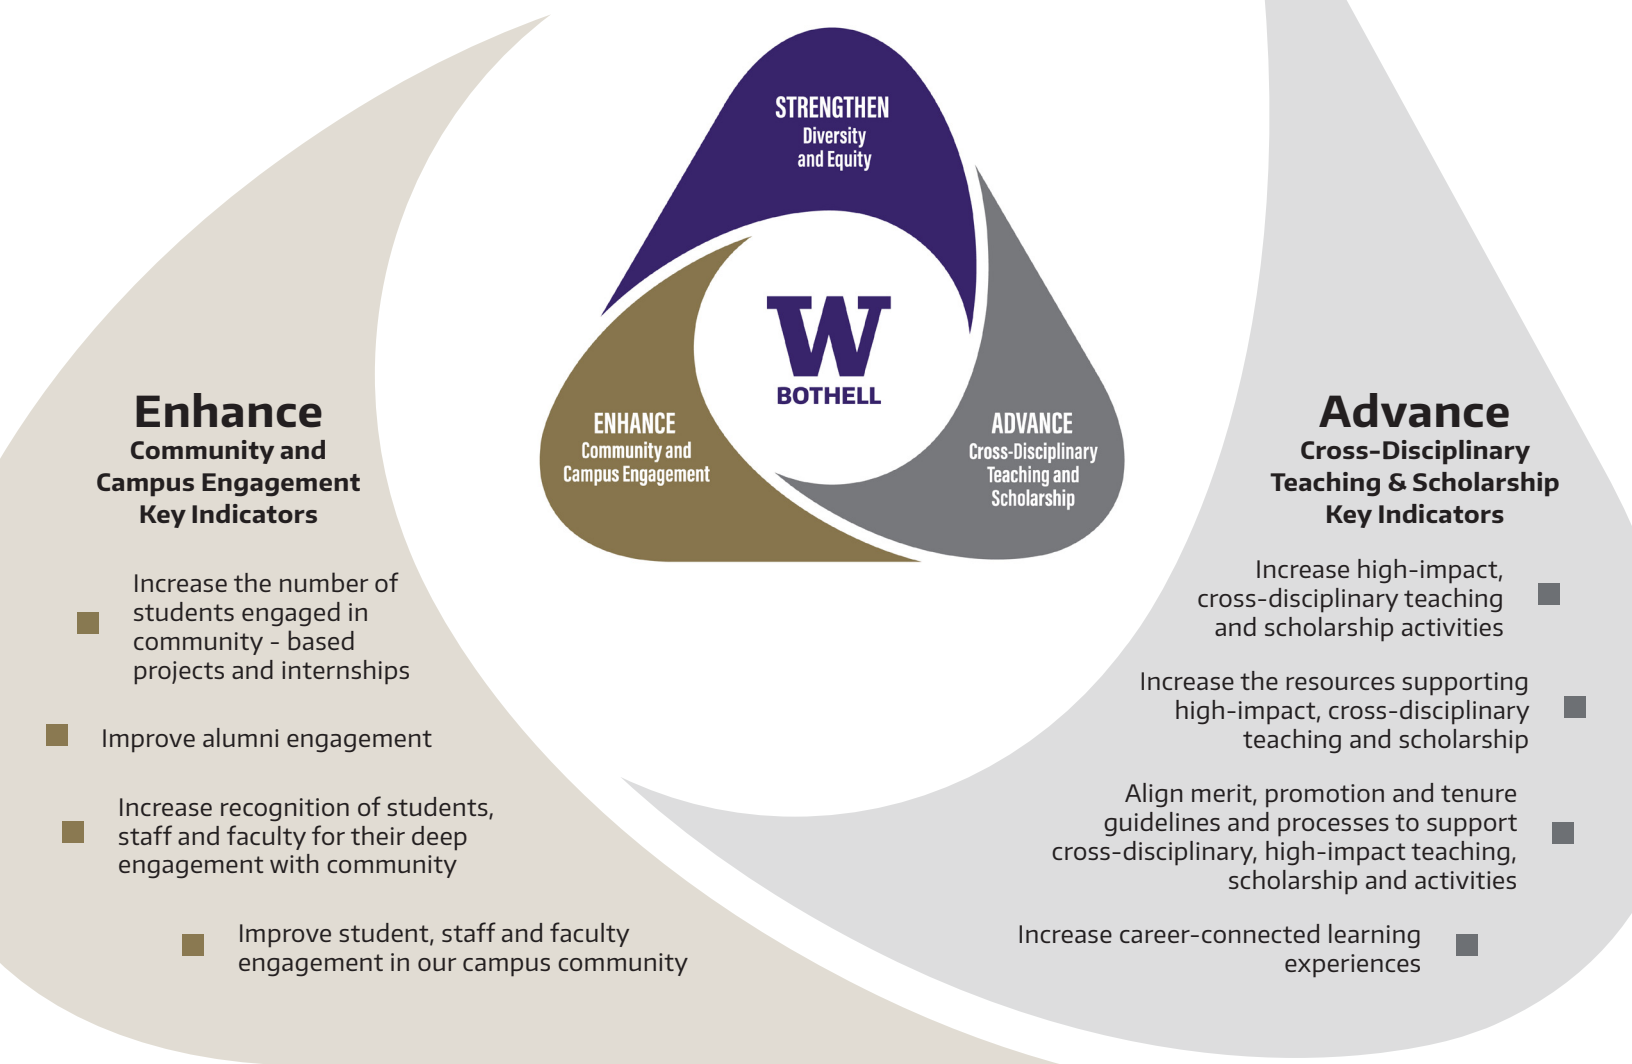 STRENGTHEN
Diversity
and Equity
W
BOTHELL
ENHANCE
Community and
Campus Engagement
ADVANCE
Cross-Disciplinary
Teaching and
Scholarship
Enhance
Community and
Campus Engagement
Key Indicators
Increase the number of
students engaged in
community - based
projects and internships
Improve alumni engagement
Increase recognition of students,
staff and faculty for their deep
engagement with community
Improve student, staff and faculty
engagement in our campus community
Advance
Cross-Disciplinary
Teaching & Scholarship
Key Indicators
Increase high-impact,
cross-disciplinary teaching
and scholarship activities
Increase the resources supporting
high-impact, cross-disciplinary
teaching and scholarship
Align merit, promotion and tenure
guidelines and processes to support
cross-disciplinary, high-impact teaching,
scholarship and activities
Increase career-connected learning
experiences